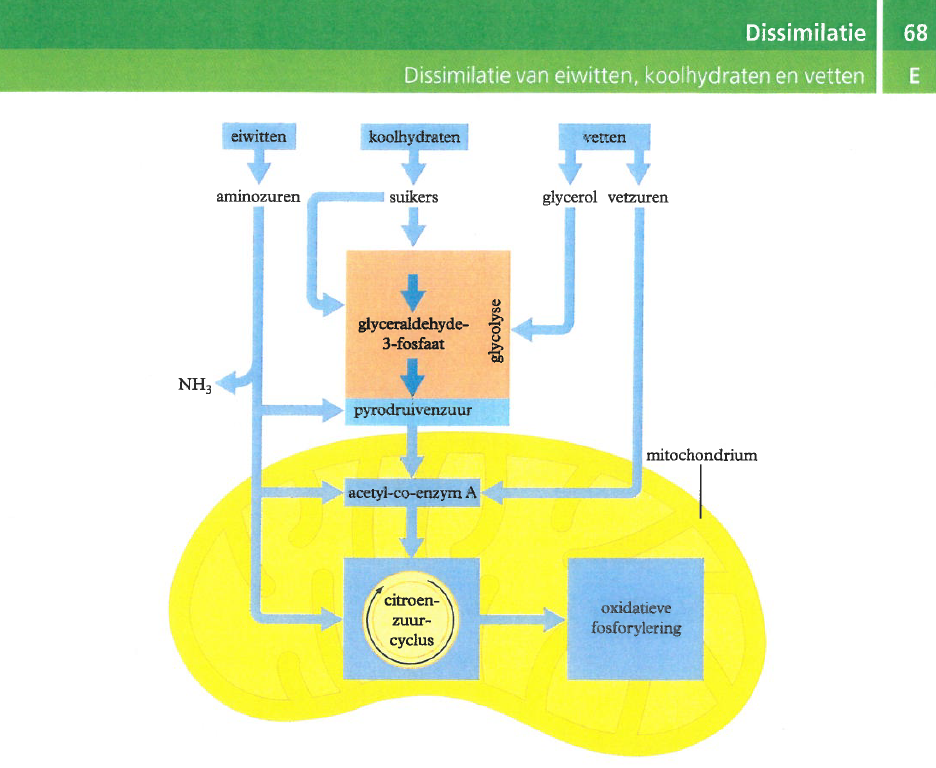 Dissimilatie 68
Dissimilatie van eiwitten, koolhydraten en vetten E
eiwitten koolhydraten vetten
aminozuren suikers glycerol vetzuren
glyceraldehyde-
3-fosfaat
glycolyse
NH₃
pyrodruivenzuur
mitochondrium
acetyl-co-enzym A
citroen-
zuur-
cyclus
oxidatieve
fosforylering